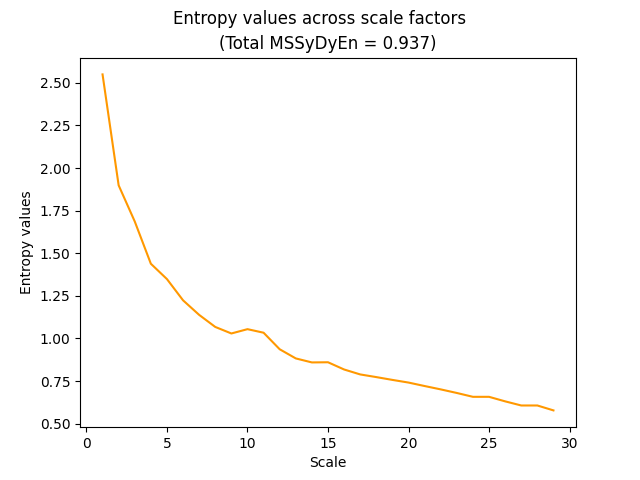 Entropy values across scale factors
(Total MSSyDyEn = 0.937)
Entropy values
2.50
2.25
2.00
1.75
1.50
1.25
1.00
0.75
0.50
0 5 10 15 20 25 30
Scale